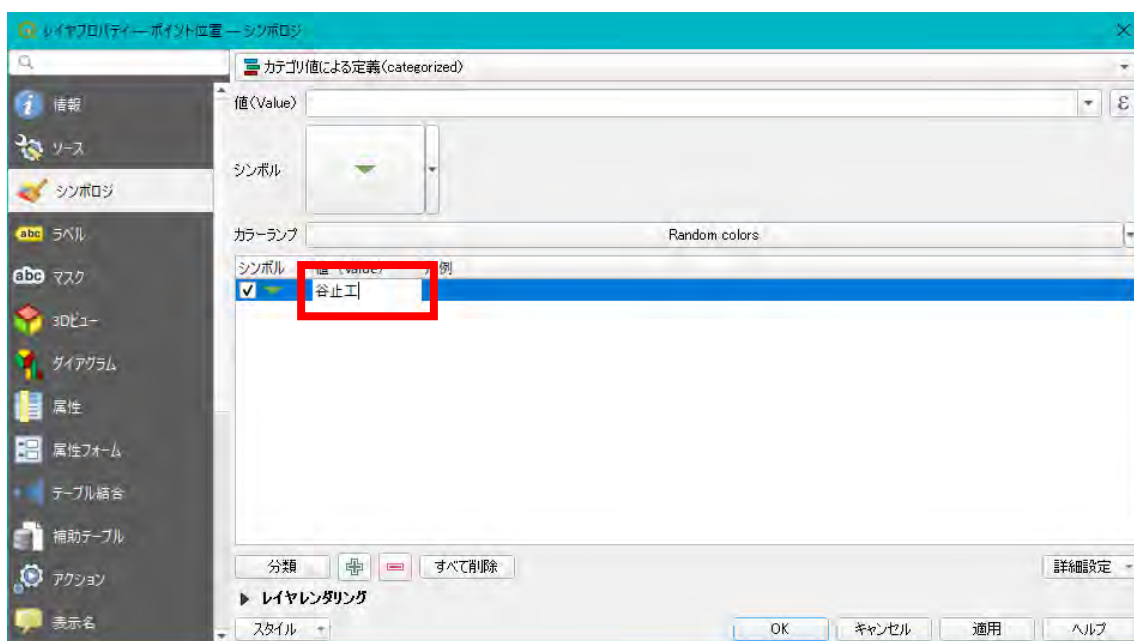 レイヤプロパティ — ポイント位置 — シンボロジ
カテゴリ値による定義(categorized)
情報
値(Value)
ε
ソース
シンボル
シンボロジ
abc ラベル
カラーランプ
Random colors
abc マスク
シンボル 値 (Value) 凡例
谷止工
3Dビュー
ダイアグラム
属性
属性フォーム
テーブル結合
補助テーブル
分類
すべて削除
詳細設定
アクション
レイヤレンダリング
表示名
スタイル
OK
キャンセル
適用
ヘルプ